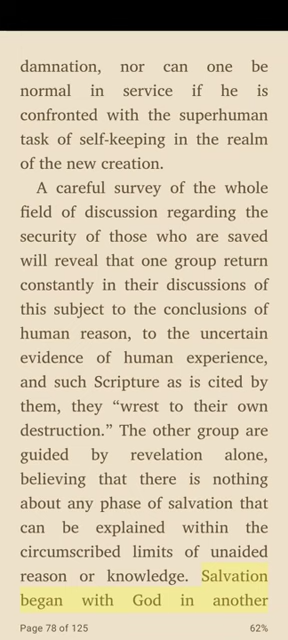 damnation, nor can one be
normal in service if he is
confronted with the superhuman
task of self-keeping in the realm
of the new creation.
A careful survey of the whole
field of discussion regarding the
security of those who are saved
will reveal that one group return
constantly in their discussions of
this subject to the conclusions of
human reason, to the uncertain
evidence of human experience,
and such Scripture as is cited by
them, they “wrest to their own
destruction.” The other group are
guided by revelation alone,
believing that there is nothing
about any phase of salvation that
can be explained within the
circumscribed limits of unaided
reason or knowledge. Salvation
began with God in another
Page 78 of 125 62%